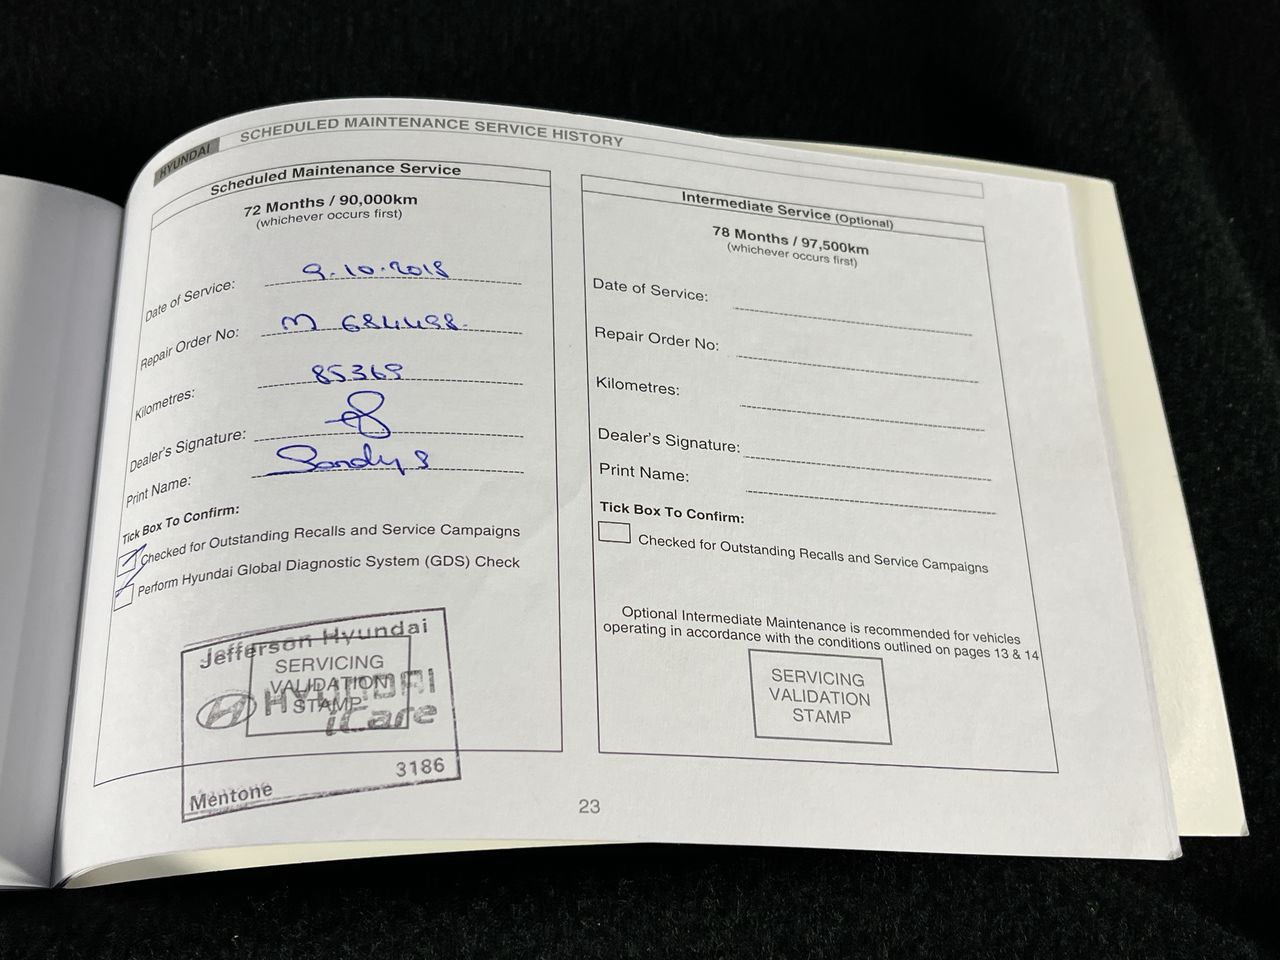 HYUNDAI
SCHEDULED MAINTENANCE SERVICE HISTORY
Scheduled Maintenance Service
72 Months / 90,000km
(whichever occurs first)
Date of Service: 9.10.2018
Repair Order No: M 684498.
Kilometres: 85369
Dealer's Signature:
Print Name: Sandy S
Tick Box To Confirm:
Checked for Outstanding Recalls and Service Campaigns
Perform Hyundai Global Diagnostic System (GDS) Check
Jefferson Hyundai
SERVICING
VALIDATION
STAMP
HYUNDAI
iCare
Mentone 3186
Intermediate Service (Optional)
78 Months / 97,500km
(whichever occurs first)
Date of Service:
Repair Order No:
Kilometres:
Dealer's Signature:
Print Name:
Tick Box To Confirm:
Checked for Outstanding Recalls and Service Campaigns
Optional Intermediate Maintenance is recommended for vehicles
operating in accordance with the conditions outlined on pages 13 & 14
SERVICING
VALIDATION
STAMP
23